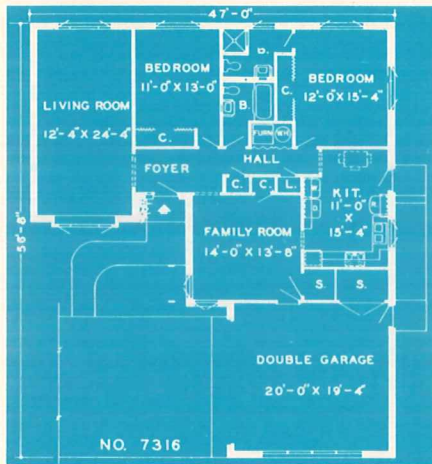 47'-0"
B.
BEDROOM
11'-0" X 13'-0"
BEDROOM
12'-0" X 15'-4"
C.
LIVING ROOM
12'-4" X 24'-4"
B.
FURN
WH
C.
HALL
FOYER
C.
C.
L.
KIT.
11'-0"
X
15'-4"
56'-8"
FAMILY ROOM
14'-0" X 13'-8"
S.
S.
DOUBLE GARAGE
20'-0" X 19'-4"
NO. 7316